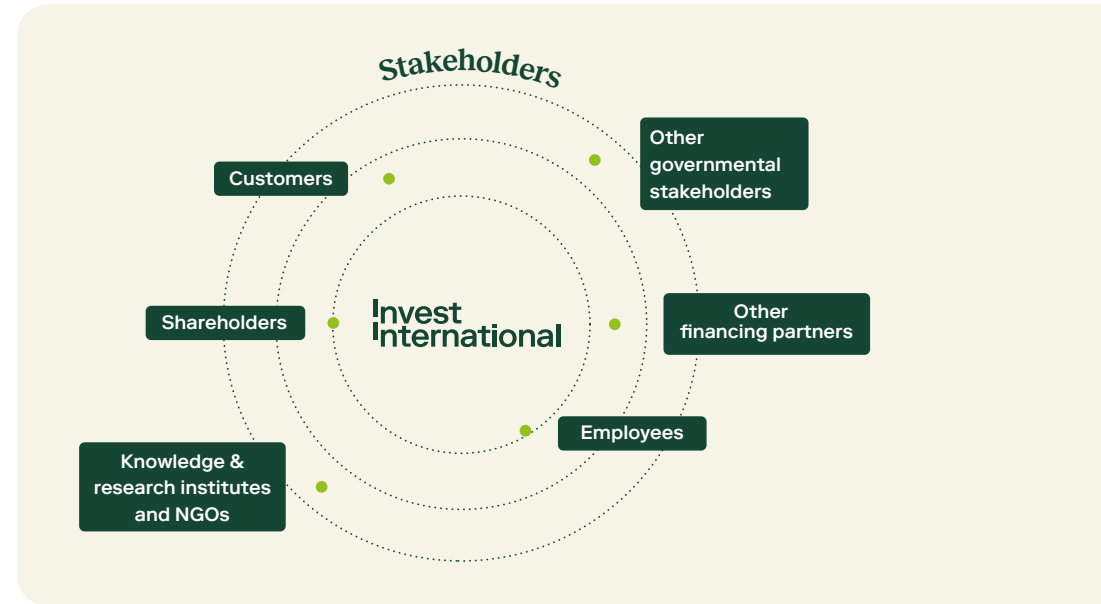 Stakeholders
Other
governmental
stakeholders
Customers
Shareholders
Invest
International
Other
financing partners
Employees
Knowledge &
research institutes
and NGOs